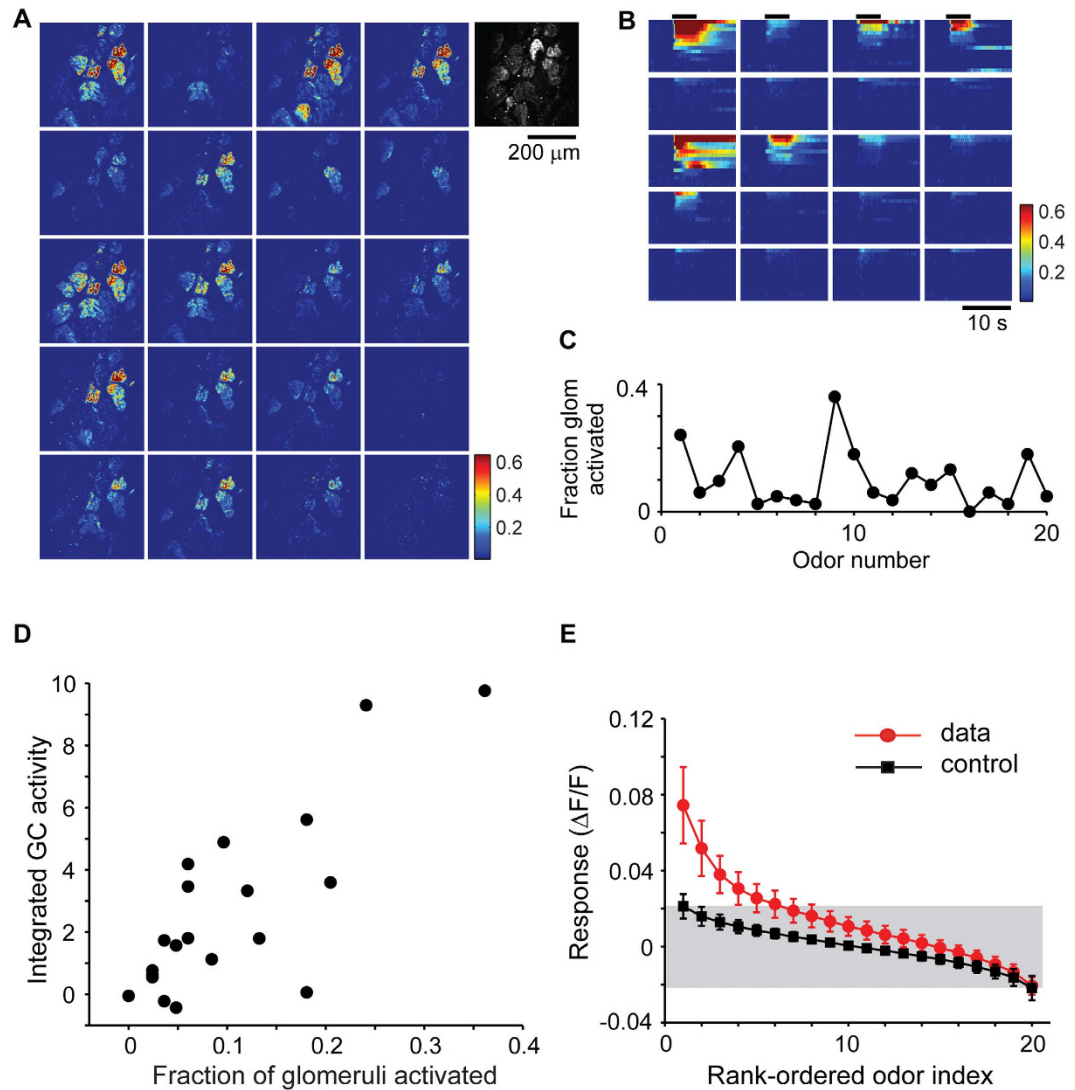 A
200 μm
0.6
0.4
0.2
B
0.6
0.4
0.2
10 s
C
0.4
0
Fraction glom
activated
10
20
Odor number
D
10
8
6
4
2
0
Integrated GC activity
0
0.1
0.2
0.3
0.4
Fraction of glomeruli activated
E
0.12
0.08
0.04
0
-0.04
Response (ΔF/F)
data
control
0
10
20
Rank-ordered odor index